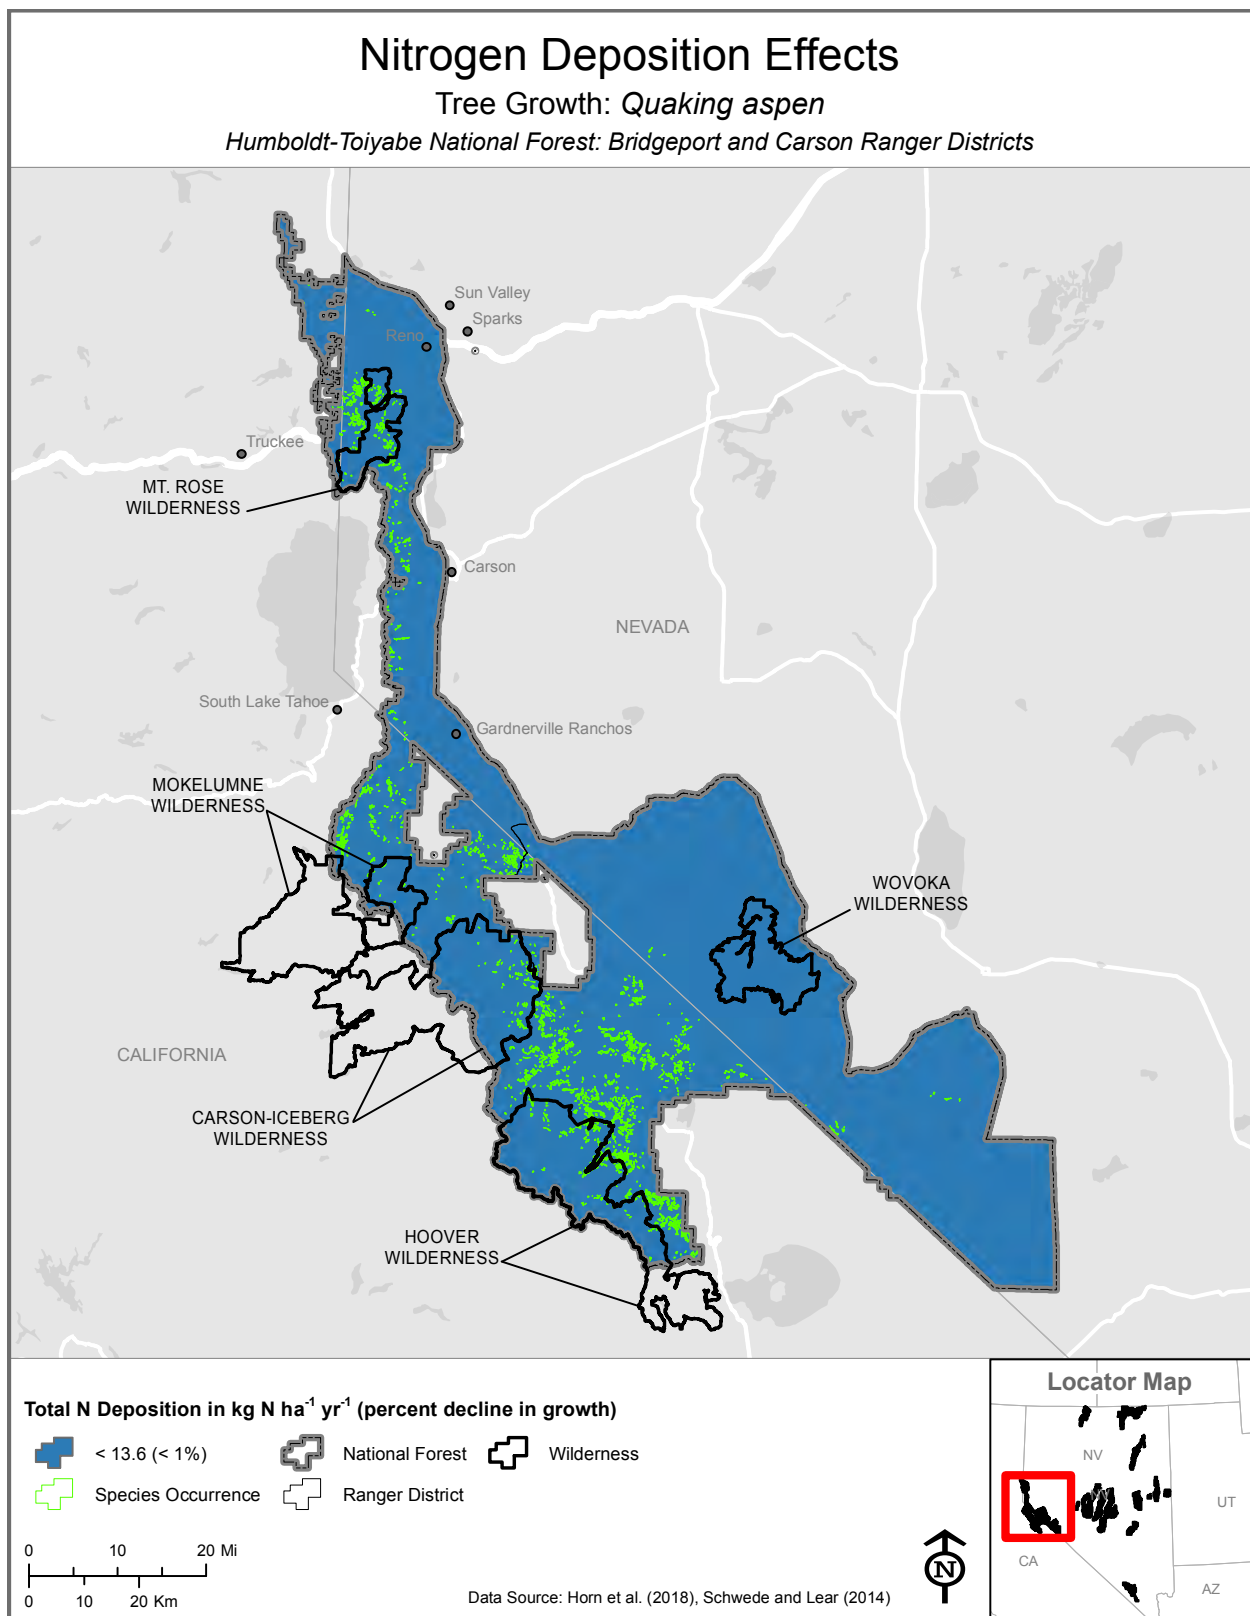 Nitrogen Deposition Effects
Tree Growth: Quaking aspen
Humboldt-Toiyabe National Forest: Bridgeport and Carson Ranger Districts
Sun Valley
Sparks
Reno
Truckee
MT. ROSE
WILDERNESS
Carson
NEVADA
South Lake Tahoe
Gardnerville Ranchos
MOKELUMNE
WILDERNESS
WOVOKA
WILDERNESS
CALIFORNIA
CARSON-ICEBERG
WILDERNESS
HOOVER
WILDERNESS
Total N Deposition in kg N ha-1 yr-1 (percent decline in growth)
< 13.6 (< 1%)
National Forest
Wilderness
Species Occurrence
Ranger District
0 10 20 Mi
0 10 20 Km
N
Data Source: Horn et al. (2018), Schwede and Lear (2014)
Locator Map
NV
NV
UT
CA
AZ